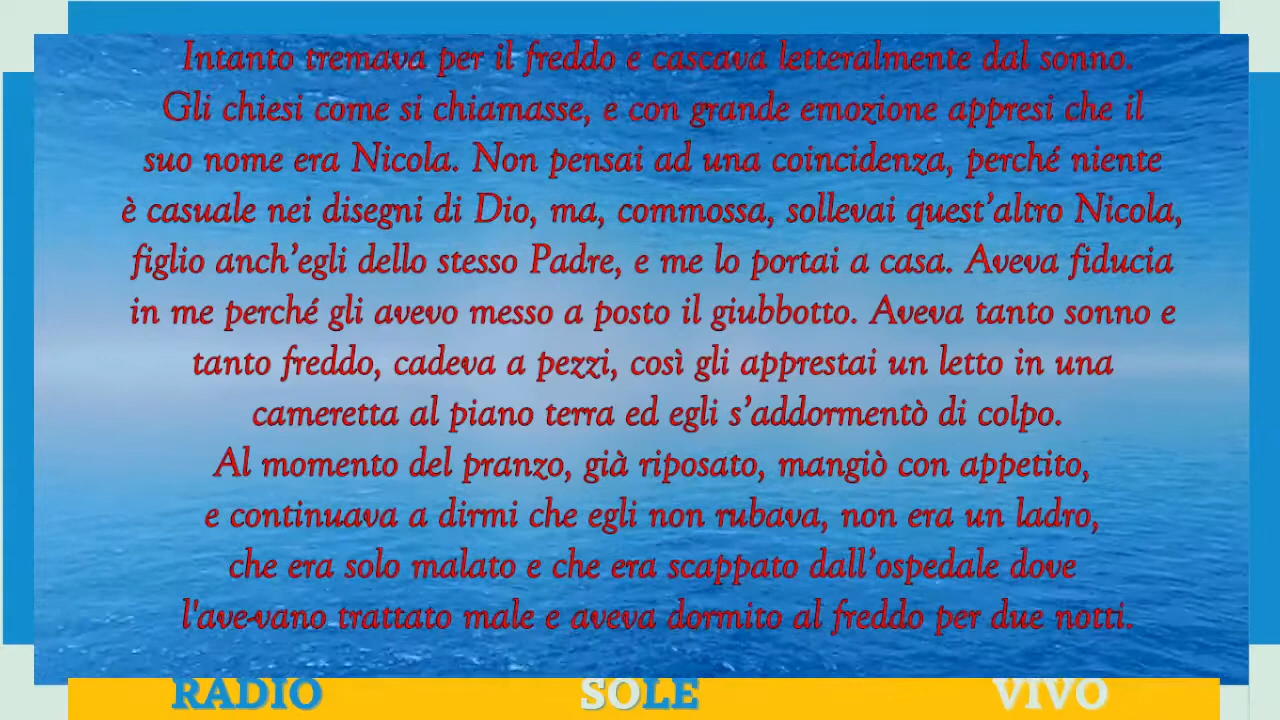 Intanto tremava per il freddo e cascava letteralmente dal sonno.
Gli chiesi come si chiamasse, e con grande emozione appresi che il
suo nome era Nicola. Non pensai ad una coincidenza, perché niente
è casuale nei disegni di Dio, ma, commossa, sollevai quest’altro Nicola,
figlio anch’egli dello stesso Padre, e me lo portai a casa. Aveva fiducia
in me perché gli avevo messo a posto il giubbotto. Aveva tanto sonno e
tanto freddo, cadeva a pezzi, così gli apprestai un letto in una
cameretta al piano terra ed egli s’addormentò di colpo.
Al momento del pranzo, già riposato, mangiò con appetito,
e continuava a dirmi che egli non rubava, non era un ladro,
che era solo malato e che era scappato dall’ospedale dove
l'ave-vano trattato male e aveva dormito al freddo per due notti.
RADIO SOLE VIVO